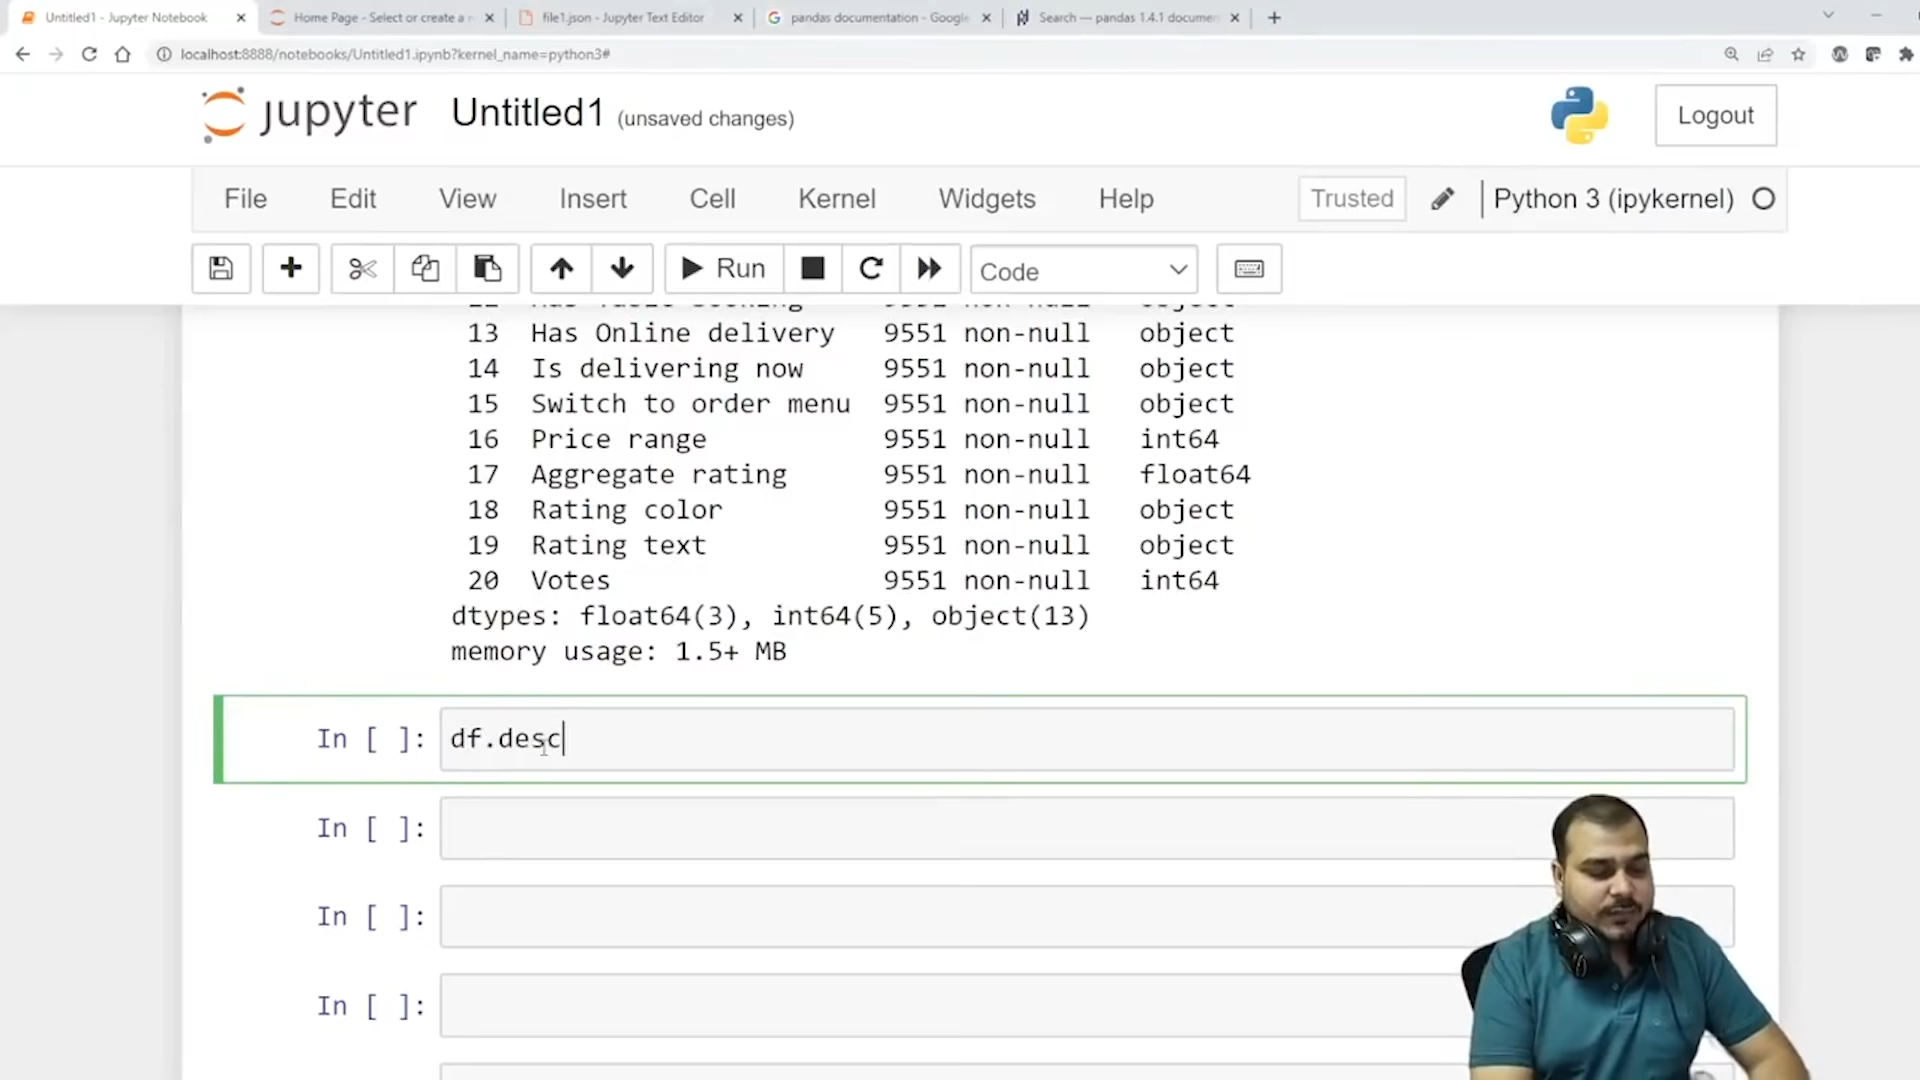 Untitled1 - Jupyter Notebook
Home Page - Select or create a n
file1.json - Jupyter Text Editor
pandas documentation - Google
Search — pandas 1.4.1 documen
localhost:8888/notebooks/Untitled1.ipynb?kernel_name=python3#
jupyter Untitled1 (unsaved changes)
Logout
File Edit View Insert Cell Kernel Widgets Help Trusted Python 3 (ipykernel)
Run Code
13 Has Online delivery 9551 non-null object
14 Is delivering now 9551 non-null object
15 Switch to order menu 9551 non-null object
16 Price range 9551 non-null int64
17 Aggregate rating 9551 non-null float64
18 Rating color 9551 non-null object
19 Rating text 9551 non-null object
20 Votes 9551 non-null int64
dtypes: float64(3), int64(5), object(13)
memory usage: 1.5+ MB
In [ ]: df.desc
In [ ]:
In [ ]:
In [ ]: